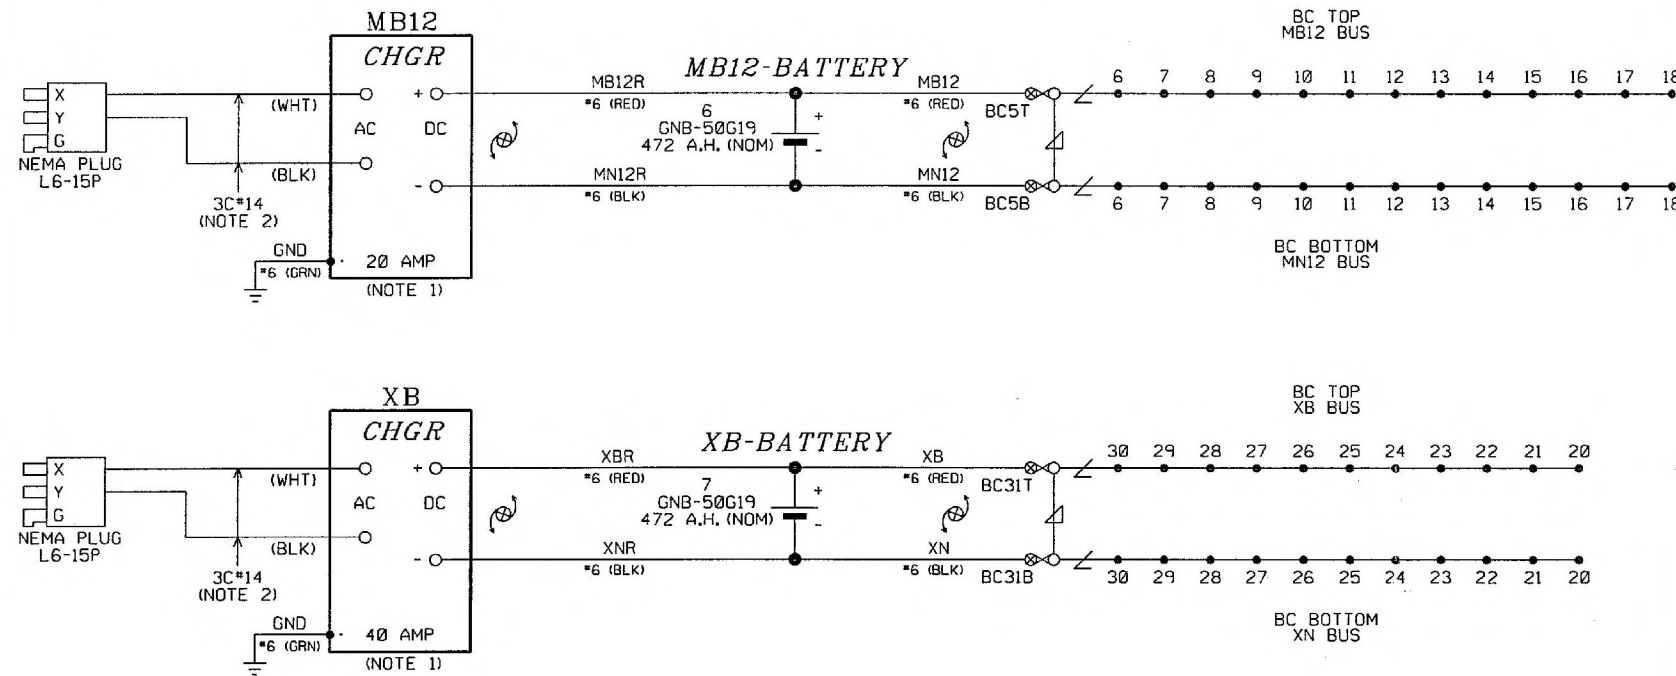 MB12
CHGR
BC TOP
MB12 BUS
MB12-BATTERY
X
Y
G
NEMA PLUG
L6-15P
(WHT)
(BLK)
3C#14
(NOTE 2)
GND
#6 (GRN)
+
AC DC
-
20 AMP
(NOTE 1)
MB12R
#6 (RED)
6
GNB-50G19
472 A.H. (NOM)
+
-
MN12R
#6 (BLK)
MB12
#6 (RED)
MN12
#6 (BLK)
BC5T
BC5B
6 7 8 9 10 11 12 13 14 15 16 17 18
6 7 8 9 10 11 12 13 14 15 16 17 18
BC BOTTOM
MN12 BUS
XB
CHGR
BC TOP
XB BUS
XB-BATTERY
X
Y
G
NEMA PLUG
L6-15P
(WHT)
(BLK)
3C#14
(NOTE 2)
GND
#6 (GRN)
+
AC DC
-
40 AMP
(NOTE 1)
XBR
#6 (RED)
7
GNB-50G19
472 A.H. (NOM)
+
-
XNR
#6 (BLK)
XB
#6 (RED)
XN
#6 (BLK)
BC31T
BC31B
30 29 28 27 26 25 24 23 22 21 20
30 29 28 27 26 25 24 23 22 21 20
BC BOTTOM
XN BUS